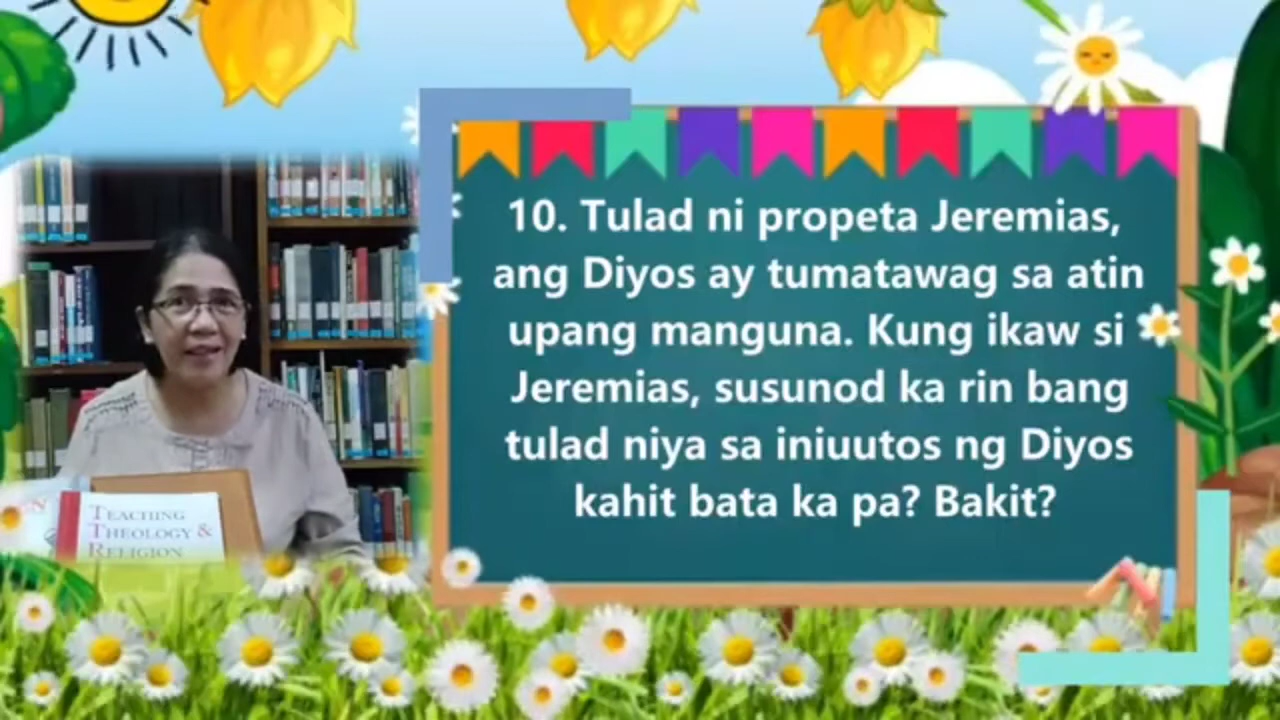 10. Tulad ni propeta Jeremias,
ang Diyos ay tumatawag sa atin
upang manguna. Kung ikaw si
Jeremias, susunod ka rin bang
tulad niya sa iniuutos ng Diyos
kahit bata ka pa? Bakit?
TEACHING
THEOLOGY &
RELIGION